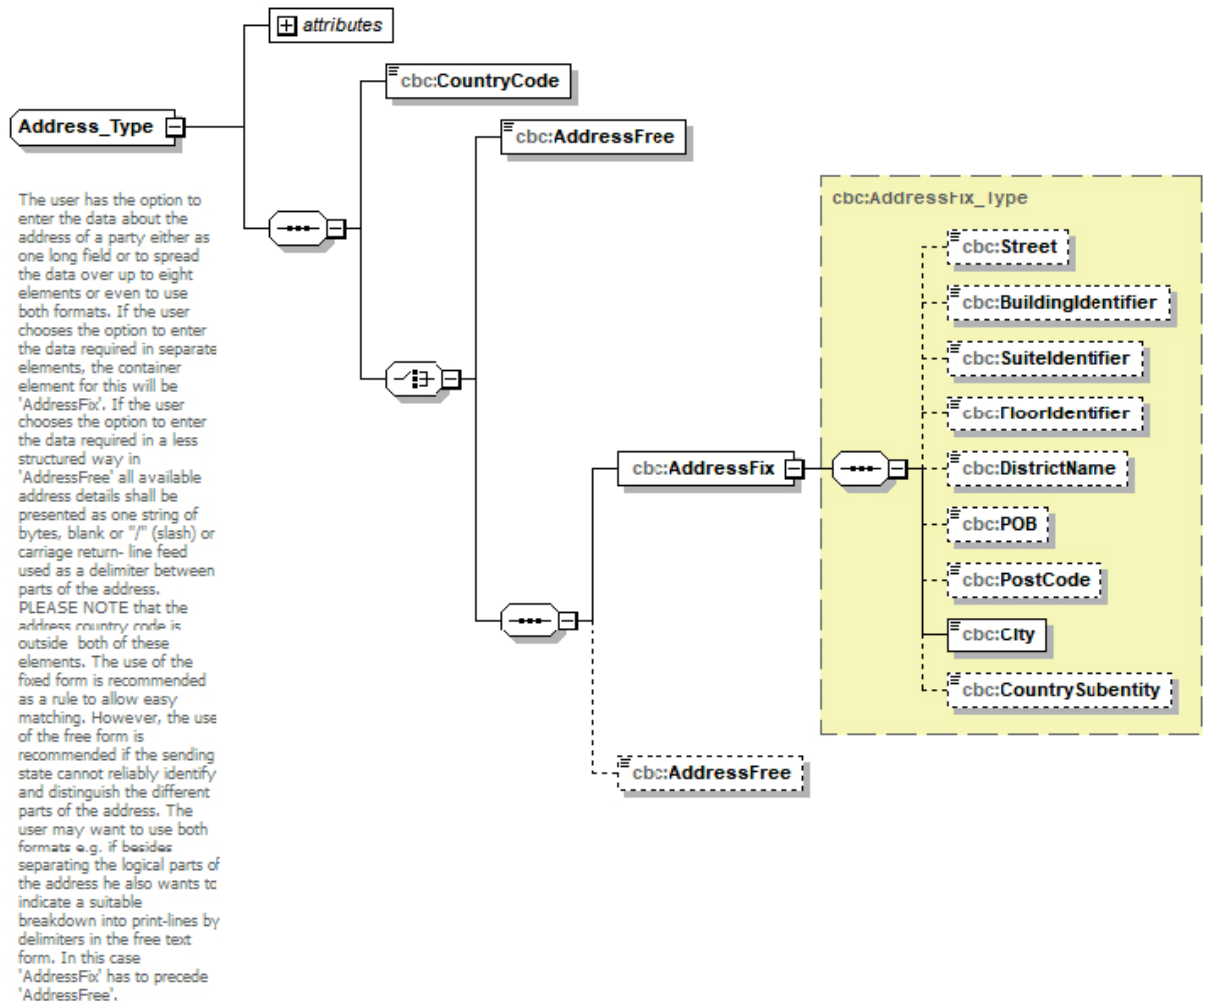 attributes
cbc:CountryCode
Address_Type
cbc:AddressFree
The user has the option to
enter the data about the
address of a party either as
one long field or to spread
the data over up to eight
elements or even to use
both formats. If the user
chooses the option to enter
the data required in separate
elements, the container
element for this will be
'AddressFix'. If the user
chooses the option to enter
the data required in a less
structured way in
'AddressFree' all available
address details shall be
presented as one string of
bytes, blank or "/" (slash) or
carriage return- line feed
used as a delimiter between
parts of the address.
PLEASE NOTE that the
address country code is
outside  both of these
elements. The use of the
fixed form is recommended
as a rule to allow easy
matching. However, the use
of the free form is
recommended if the sending
state cannot reliably identify
and distinguish the different
parts of the address. The
user may want to use both
formats e.g. if besides
separating the logical parts of
the address he also wants to
indicate a suitable
breakdown into print-lines by
delimiters in the free text
form. In this case
'AddressFix' has to precede
'AddressFree'.
cbc:AddressFix_Type
cbc:Street
cbc:BuildingIdentifier
cbc:SuiteIdentifier
cbc:FloorIdentifier
cbc:AddressFix
cbc:DistrictName
cbc:POB
cbc:PostCode
cbc:City
cbc:CountrySubentity
cbc:AddressFree